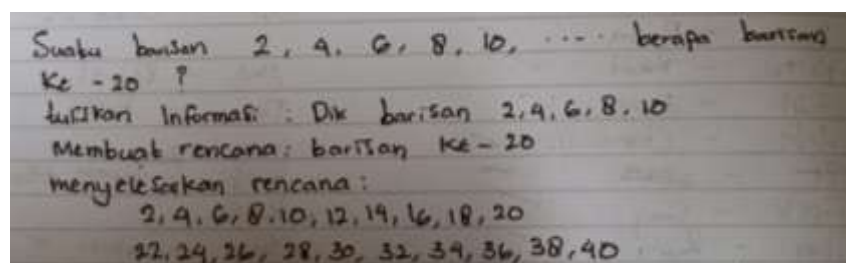 Suatu barisan 2, 4, 6, 8, 10, .... berapa barisan
Ke - 20 ?
tuliskan Informasi : Dik barisan 2, 4, 6, 8, 10
Membuat rencana : barisan Ke - 20
menyelesaikan rencana :
2, 4, 6, 8, 10, 12, 14, 16, 18, 20
22, 24, 26, 28, 30, 32, 34, 36, 38, 40